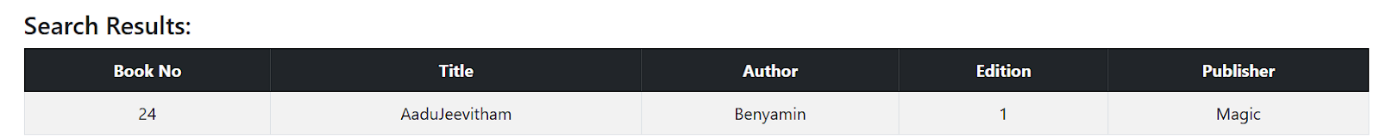 Search Results:
Book No Title Author Edition Publisher
24 AaduJeevitham Benyamin 1 Magic